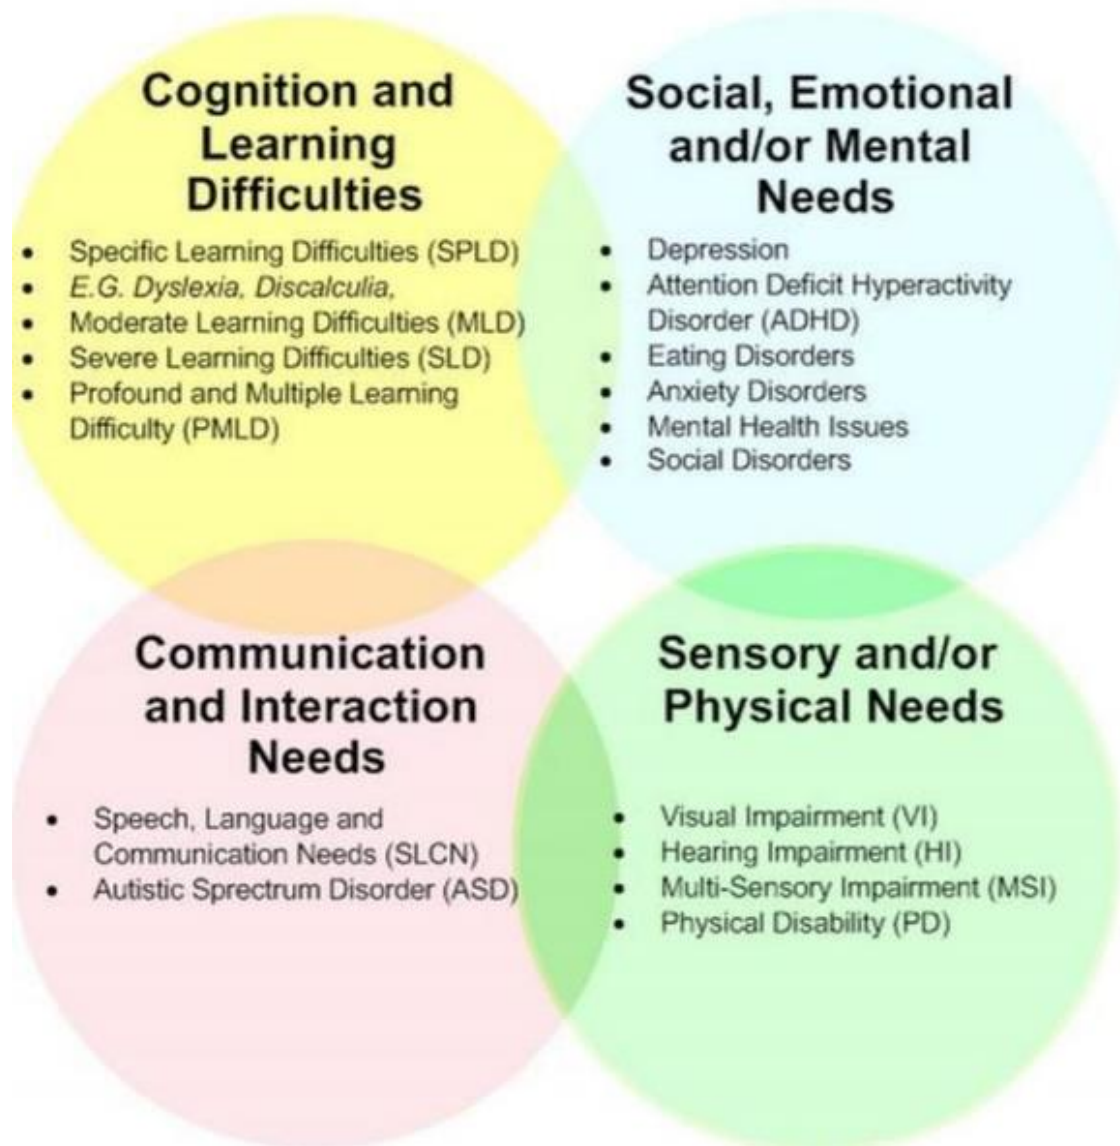 Cognition and
Learning
Difficulties
• Specific Learning Difficulties (SPLD)
• E.G. Dyslexia, Discalculia,
• Moderate Learning Difficulties (MLD)
• Severe Learning Difficulties (SLD)
• Profound and Multiple Learning
Difficulty (PMLD)
Social, Emotional
and/or Mental
Needs
• Depression
• Attention Deficit Hyperactivity
Disorder (ADHD)
• Eating Disorders
• Anxiety Disorders
• Mental Health Issues
• Social Disorders
Communication
and Interaction
Needs
• Speech, Language and
Communication Needs (SLCN)
• Autistic Sprectrum Disorder (ASD)
Sensory and/or
Physical Needs
• Visual Impairment (VI)
• Hearing Impairment (HI)
• Multi-Sensory Impairment (MSI)
• Physical Disability (PD)